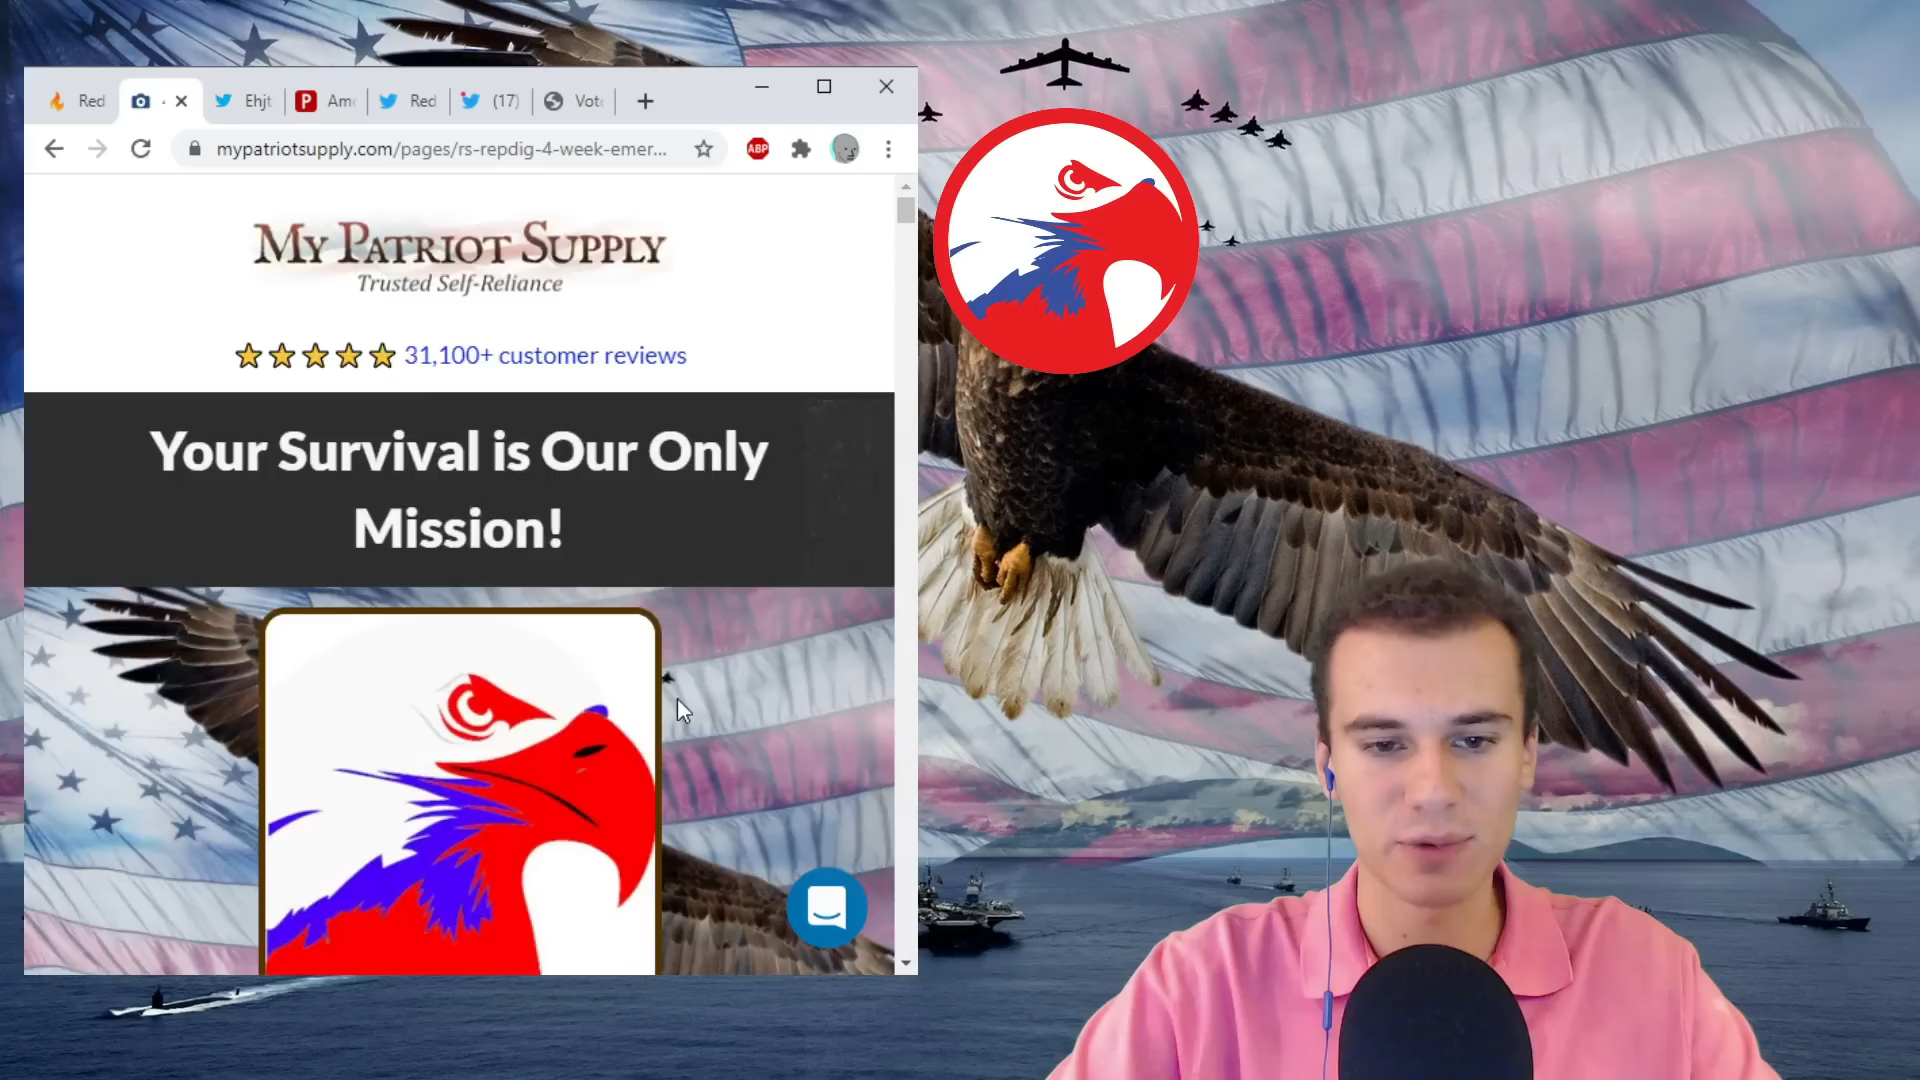 Red
Ehjt
Am
Red
(17)
Vot
mypatriotsupply.com/pages/rs-repdig-4-week-emer...
ABP
My Patriot Supply
Trusted Self-Reliance
31,100+ customer reviews
Your Survival is Our Only
Mission!